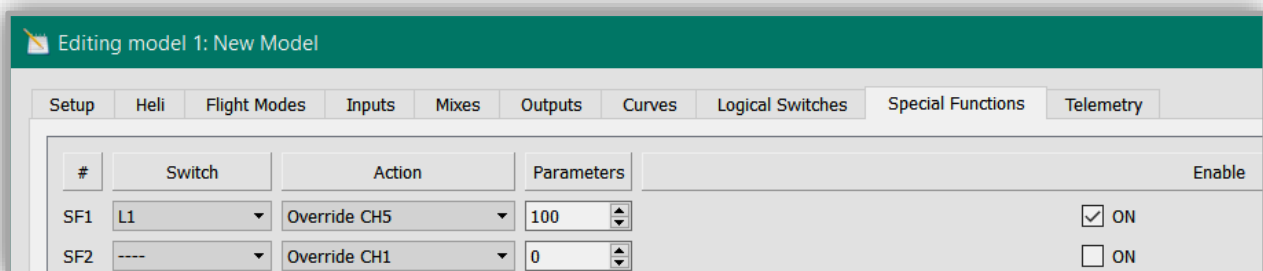 Editing model 1: New Model
Setup Heli Flight Modes Inputs Mixes Outputs Curves Logical Switches Special Functions Telemetry
# Switch Action Parameters Enable
SF1 L1 Override CH5 100 ON
SF2 ---- Override CH1 0 ON